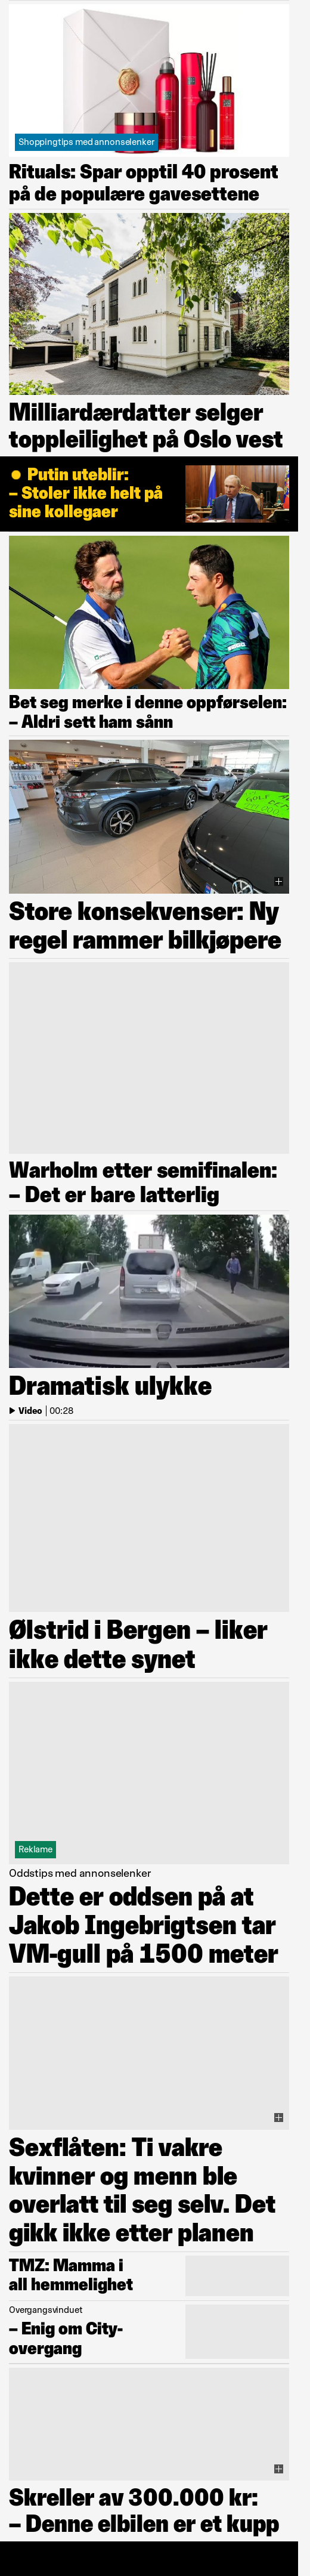 Shoppingtips med annonselenker
Rituals: Spar opptil 40 prosent
på de populære gavesettene
Milliardærdatter selger
toppleilighet på Oslo vest
Putin uteblir:
– Stoler ikke helt på
sine kollegaer
Bet seg merke i denne oppførselen:
– Aldri sett ham sånn
Store konsekvenser: Ny
regel rammer bilkjøpere
Warholm etter semifinalen:
– Det er bare latterlig
Dramatisk ulykke
Video | 00:28
Ølstrid i Bergen – liker
ikke dette synet
Reklame
Oddstips med annonselenker
Dette er oddsen på at
Jakob Ingebrigtsen tar
VM-gull på 1500 meter
Sexflåten: Ti vakre
kvinner og menn ble
overlatt til seg selv. Det
gikk ikke etter planen
TMZ: Mamma i
all hemmelighet
Overgangsvinduet
– Enig om City-
overgang
Skreller av 300.000 kr:
– Denne elbilen er et kupp